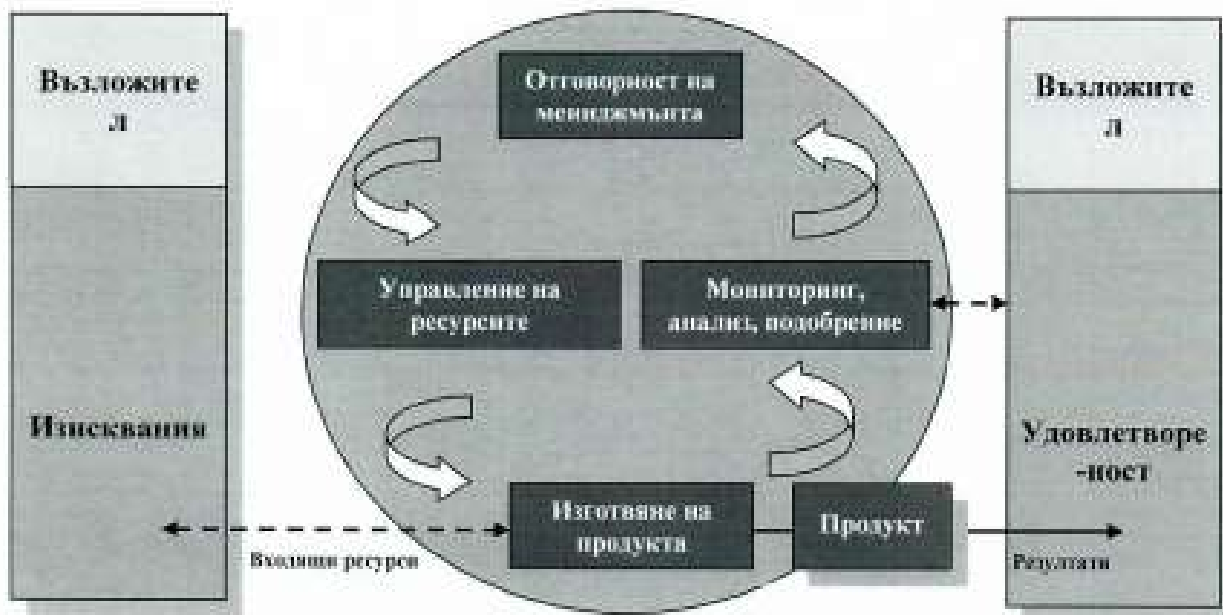 Възложите
л
Изисквания
Отговорност на
мениджмънта
Управление на
ресурсите
Мониторинг,
анализ, подобрение
Изготвяне на
продукта
Продукт
Входящи ресурси
Резултати
Възложите
л
Удовлетворе
-ност